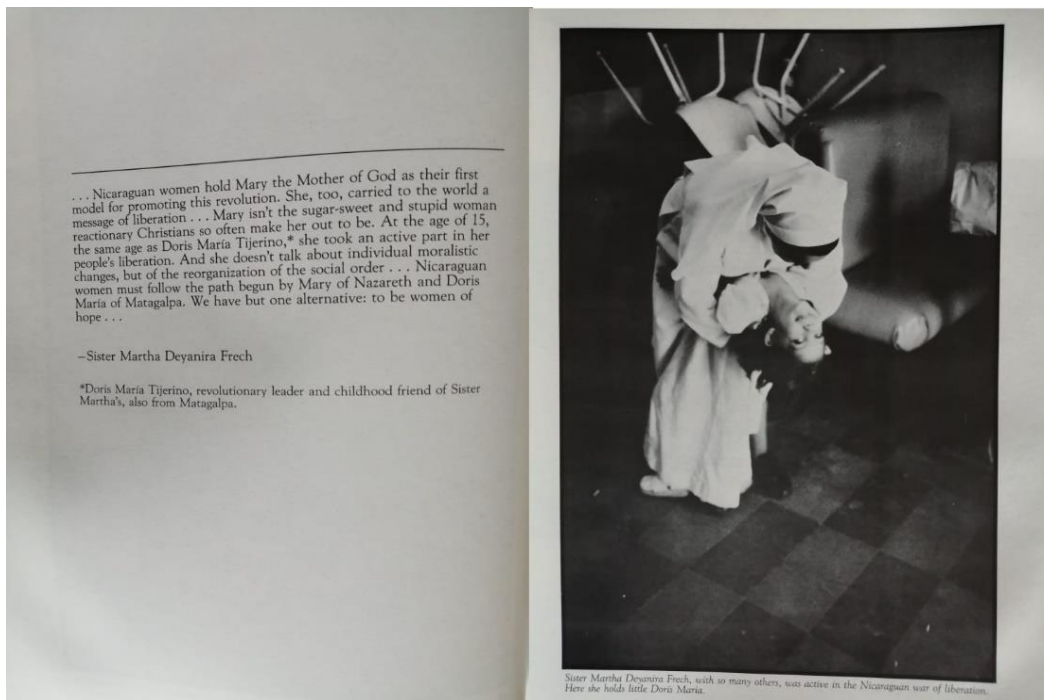 . . . Nicaraguan women hold Mary the Mother of God as their first
model for promoting this revolution. She, too, carried to the world a
message of liberation . . . Mary isn't the sugar-sweet and stupid woman
reactionary Christians so often make her out to be. At the age of 15,
the same age as Doris María Tijerino,* she took an active part in her
people's liberation. And she doesn't talk about individual moralistic
changes, but of the reorganization of the social order . . . Nicaraguan
women must follow the path begun by Mary of Nazareth and Doris
María of Matagalpa. We have but one alternative: to be women of
hope . . .
–Sister Martha Deyanira Frech
*Doris María Tijerino, revolutionary leader and childhood friend of Sister
Martha's, also from Matagalpa.
Sister Martha Deyanira Frech, with so many others, was active in the Nicaraguan war of liberation.
Here she holds little Doris María.